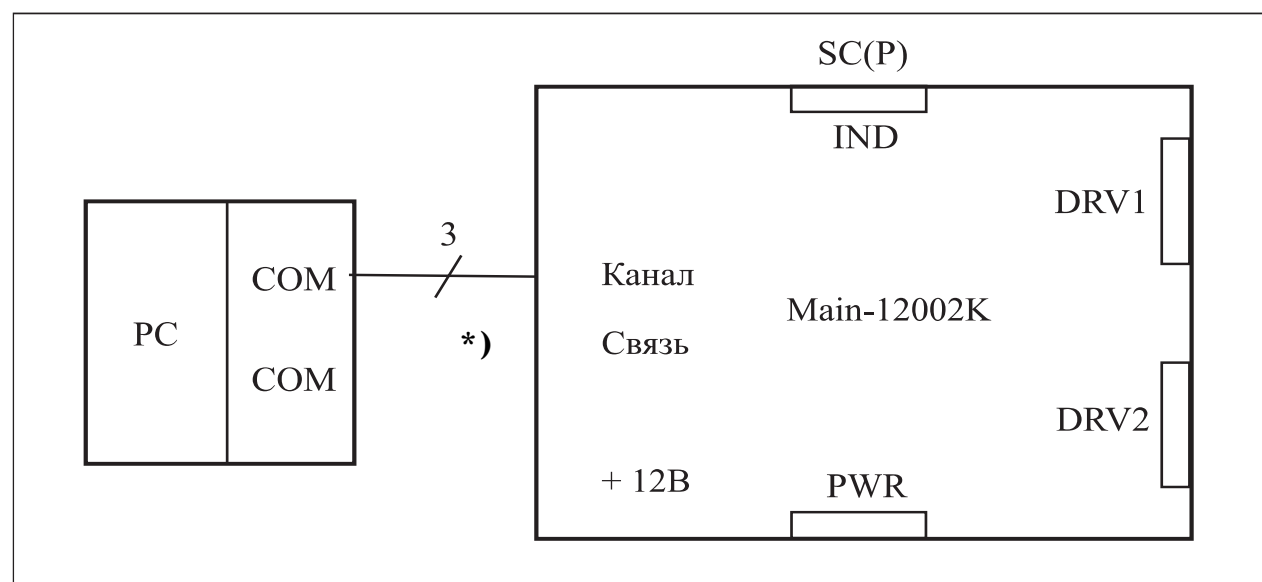 SC(P)
IND
DRV1
3
COM
Канал
Main-12002K
PC
*)
Связь
COM
DRV2
+ 12В
PWR